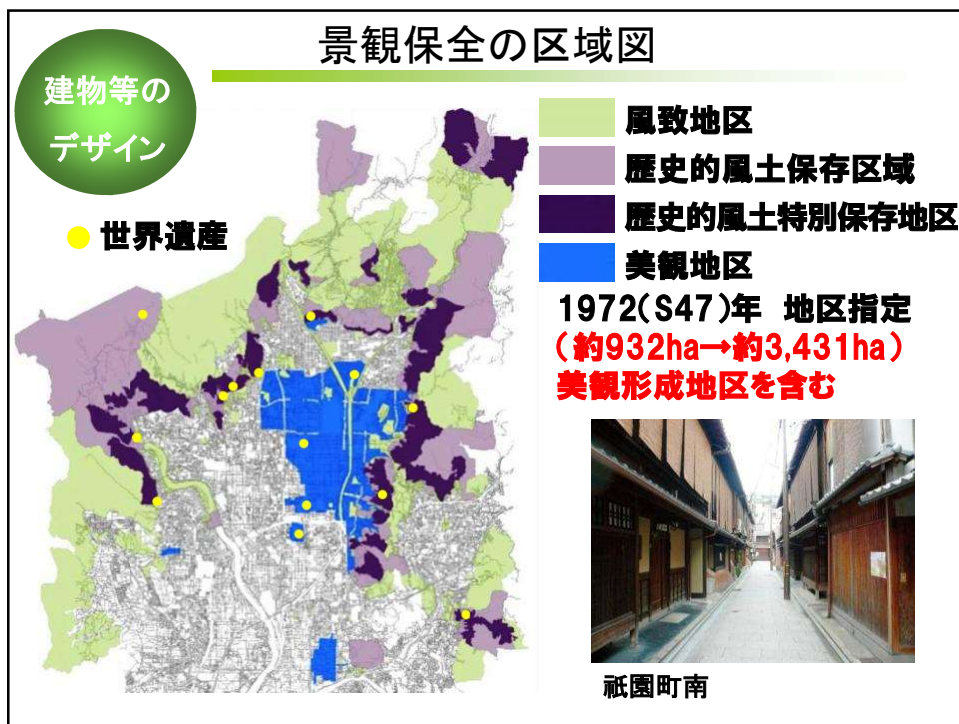 景観保全の区域図
建物等の
デザイン
世界遺産
風致地区
歴史的風土保存区域
歴史的風土特別保存地区
美観地区
1972(S47)年 地区指定
(約932ha→約3,431ha)
美観形成地区を含む
祇園町南